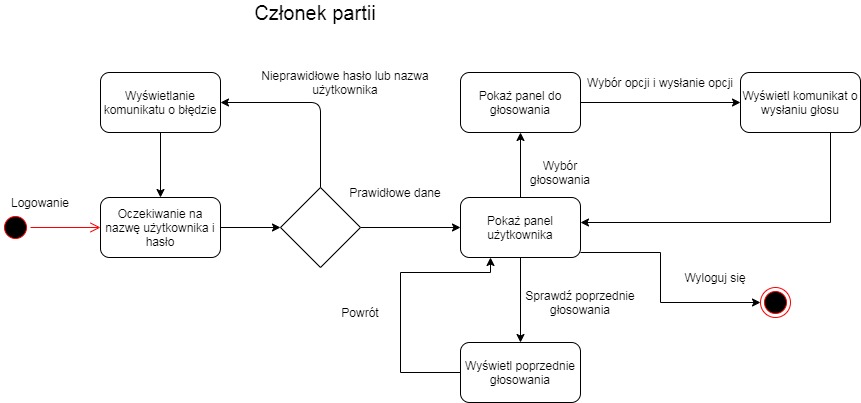 Członek partii
Nieprawidłowe hasło lub nazwa
użytkownika
Wyświetlanie
komunikatu o błędzie
Pokaż panel do
głosowania
Wybór opcji i wysłanie opcji
Wyświetl komunikat o
wysłaniu głosu
Wybór
głosowania
Logowanie
Prawidłowe dane
Oczekiwanie na
nazwę użytkownika i
hasło
Pokaż panel
użytkownika
Wyloguj się
Sprawdź poprzednie
głosowania
Powrót
Wyświetl poprzednie
głosowania